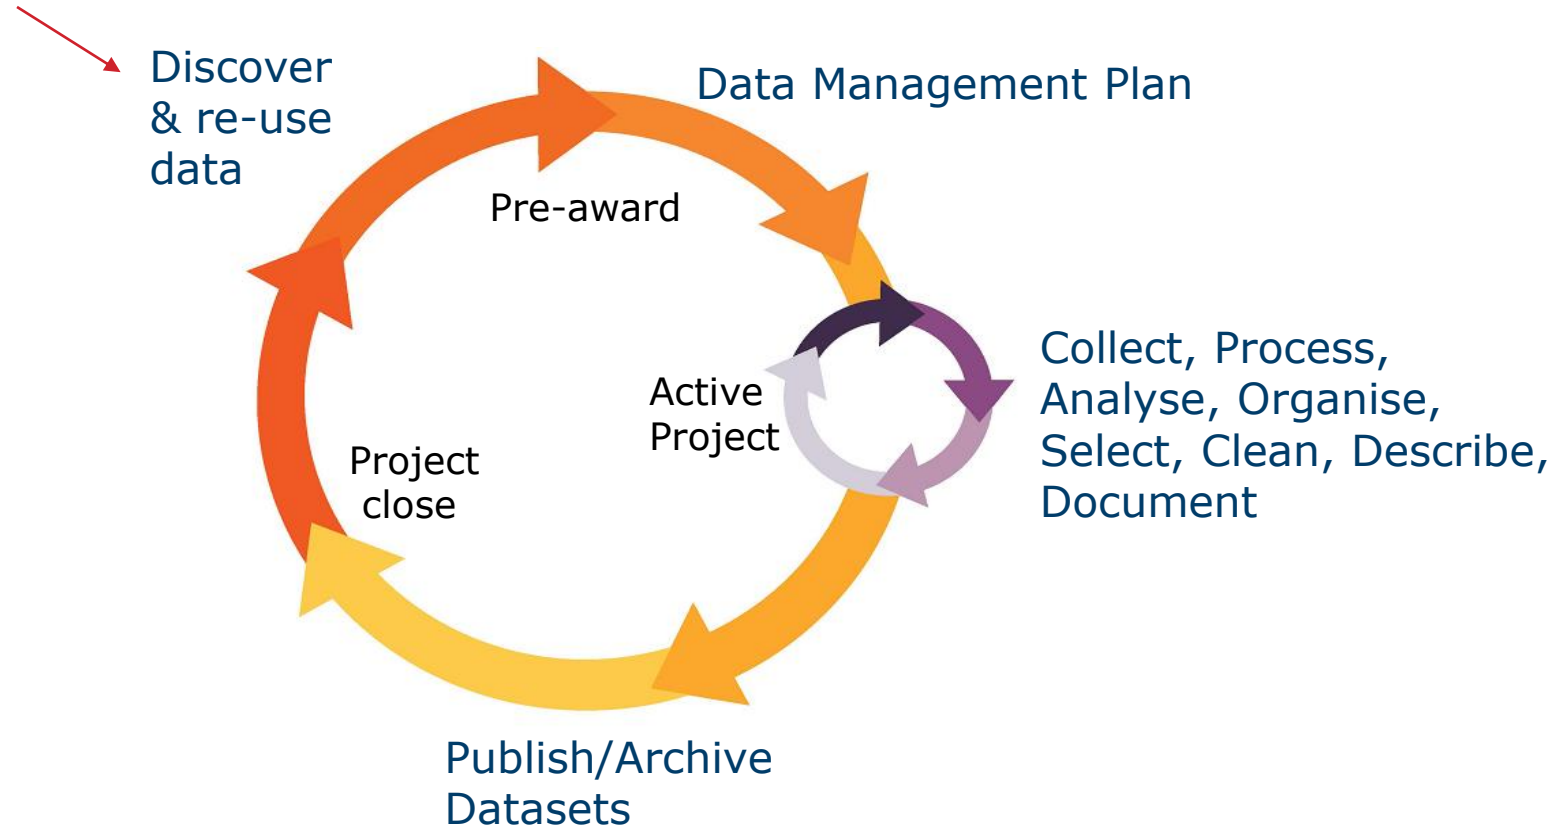 Discover
& re-use
data
Data Management Plan
Pre-award
Collect, Process,
Analyse, Organise,
Select, Clean, Describe,
Document
Active
Project
Project
close
Publish/Archive
Datasets